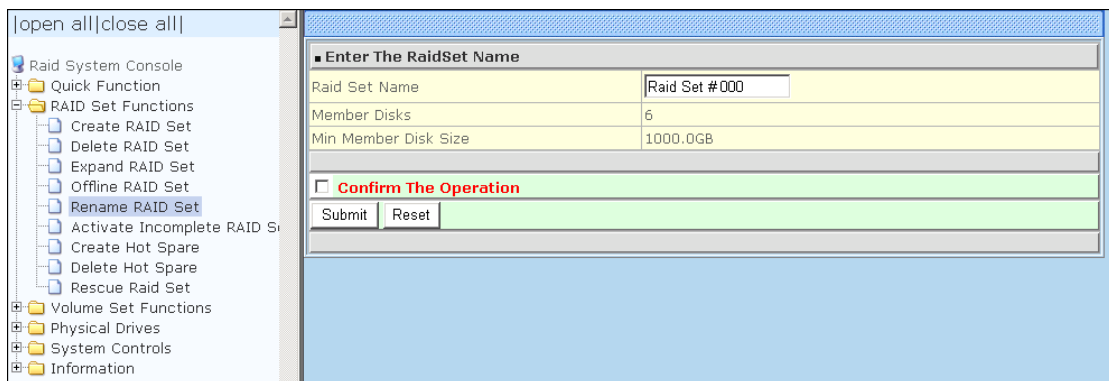 |open all|close all|
Raid System Console
Quick Function
RAID Set Functions
Create RAID Set
Delete RAID Set
Expand RAID Set
Offline RAID Set
Rename RAID Set
Activate Incomplete RAID S
Create Hot Spare
Delete Hot Spare
Rescue Raid Set
Volume Set Functions
Physical Drives
System Controls
Information
Enter The RaidSet Name
Raid Set Name Raid Set #000
Member Disks 6
Min Member Disk Size 1000.0GB
Confirm The Operation
Submit Reset